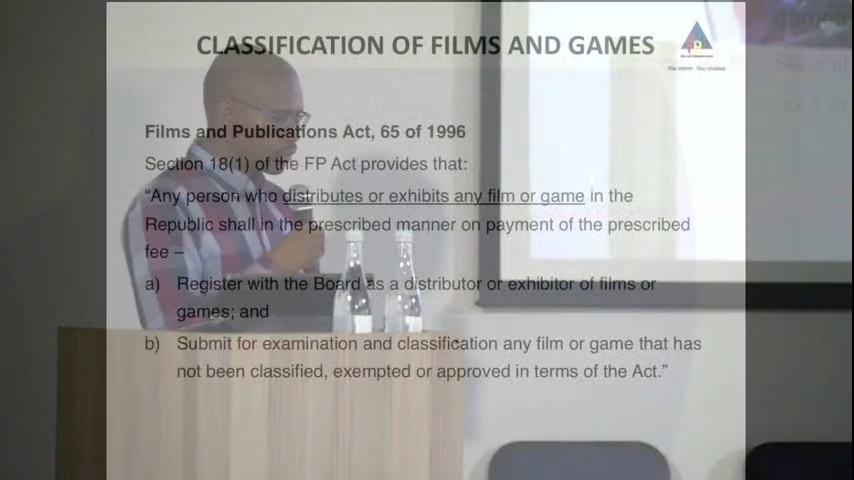 CLASSIFICATION OF FILMS AND GAMES
Films and Publications Act, 65 of 1996
Section 18(1) of the FP Act provides that:
“Any person who distributes or exhibits any film or game in the
Republic shall in the prescribed manner on payment of the prescribed
fee –
a) Register with the Board as a distributor or exhibitor of films or
games; and
b) Submit for examination and classification any film or game that has
not been classified, exempted or approved in terms of the Act.”